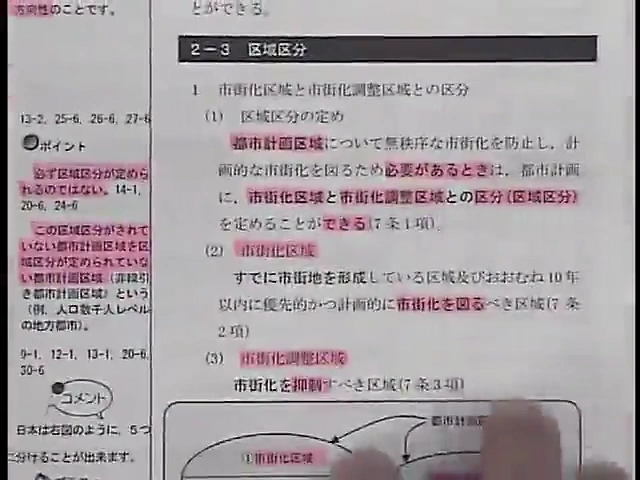 方向性のことです。
とができる。
2－3 区域区分
1 市街化区域と市街化調整区域との区分
(1) 区域区分の定め
都市計画区域について無秩序な市街化を防止し、計
画的な市街化を図るため必要があるときは、都市計画
に、市街化区域と市街化調整区域との区分(区域区分)
を定めることができる(7条1項)。
(2) 市街化区域
すでに市街地を形成している区域及びおおむね10年
以内に優先的かつ計画的に市街化を図るべき区域(7条
2項)
(3) 市街化調整区域
市街化を抑制すべき区域(7条3項)
都市計画
①市街化区域
13-2, 25-6, 26-6, 27-6
ポイント
必ず区域区分が定めら
れるのではない。14-1,
20-6, 24-6
この区域区分がされて
いない都市計画区域を区
域区分が定められていな
い都市計画区域（非線引
き都市計画区域）という
（例、人口数千人レベル
の地方都市）。
9-1, 12-1, 13-1, 20-6,
30-6
コメント
日本は右図のように、5つ
に分けることが出来ます。